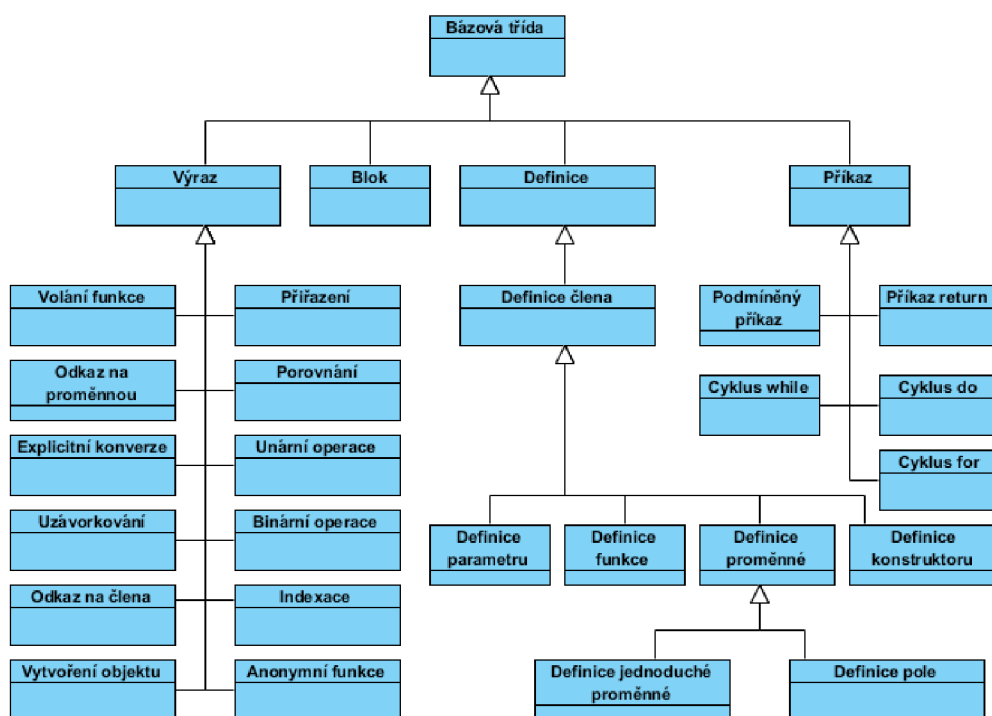 Bázová třída
Výraz
Blok
Definice
Příkaz
Volání funkce
Přiřazení
Definice člena
Podmíněný
příkaz
Příkaz return
Odkaz na
proměnnou
Porovnání
Cyklus while
Cyklus do
Explicitní konverze
Unární operace
Cyklus for
Uzávorkování
Binární operace
Definice
parametru
Definice
funkce
Definice
proměnné
Definice
konstruktoru
Odkaz na člena
Indexace
Vytvoření objektu
Anonymní funkce
Definice jednoduché
proměnné
Definice pole